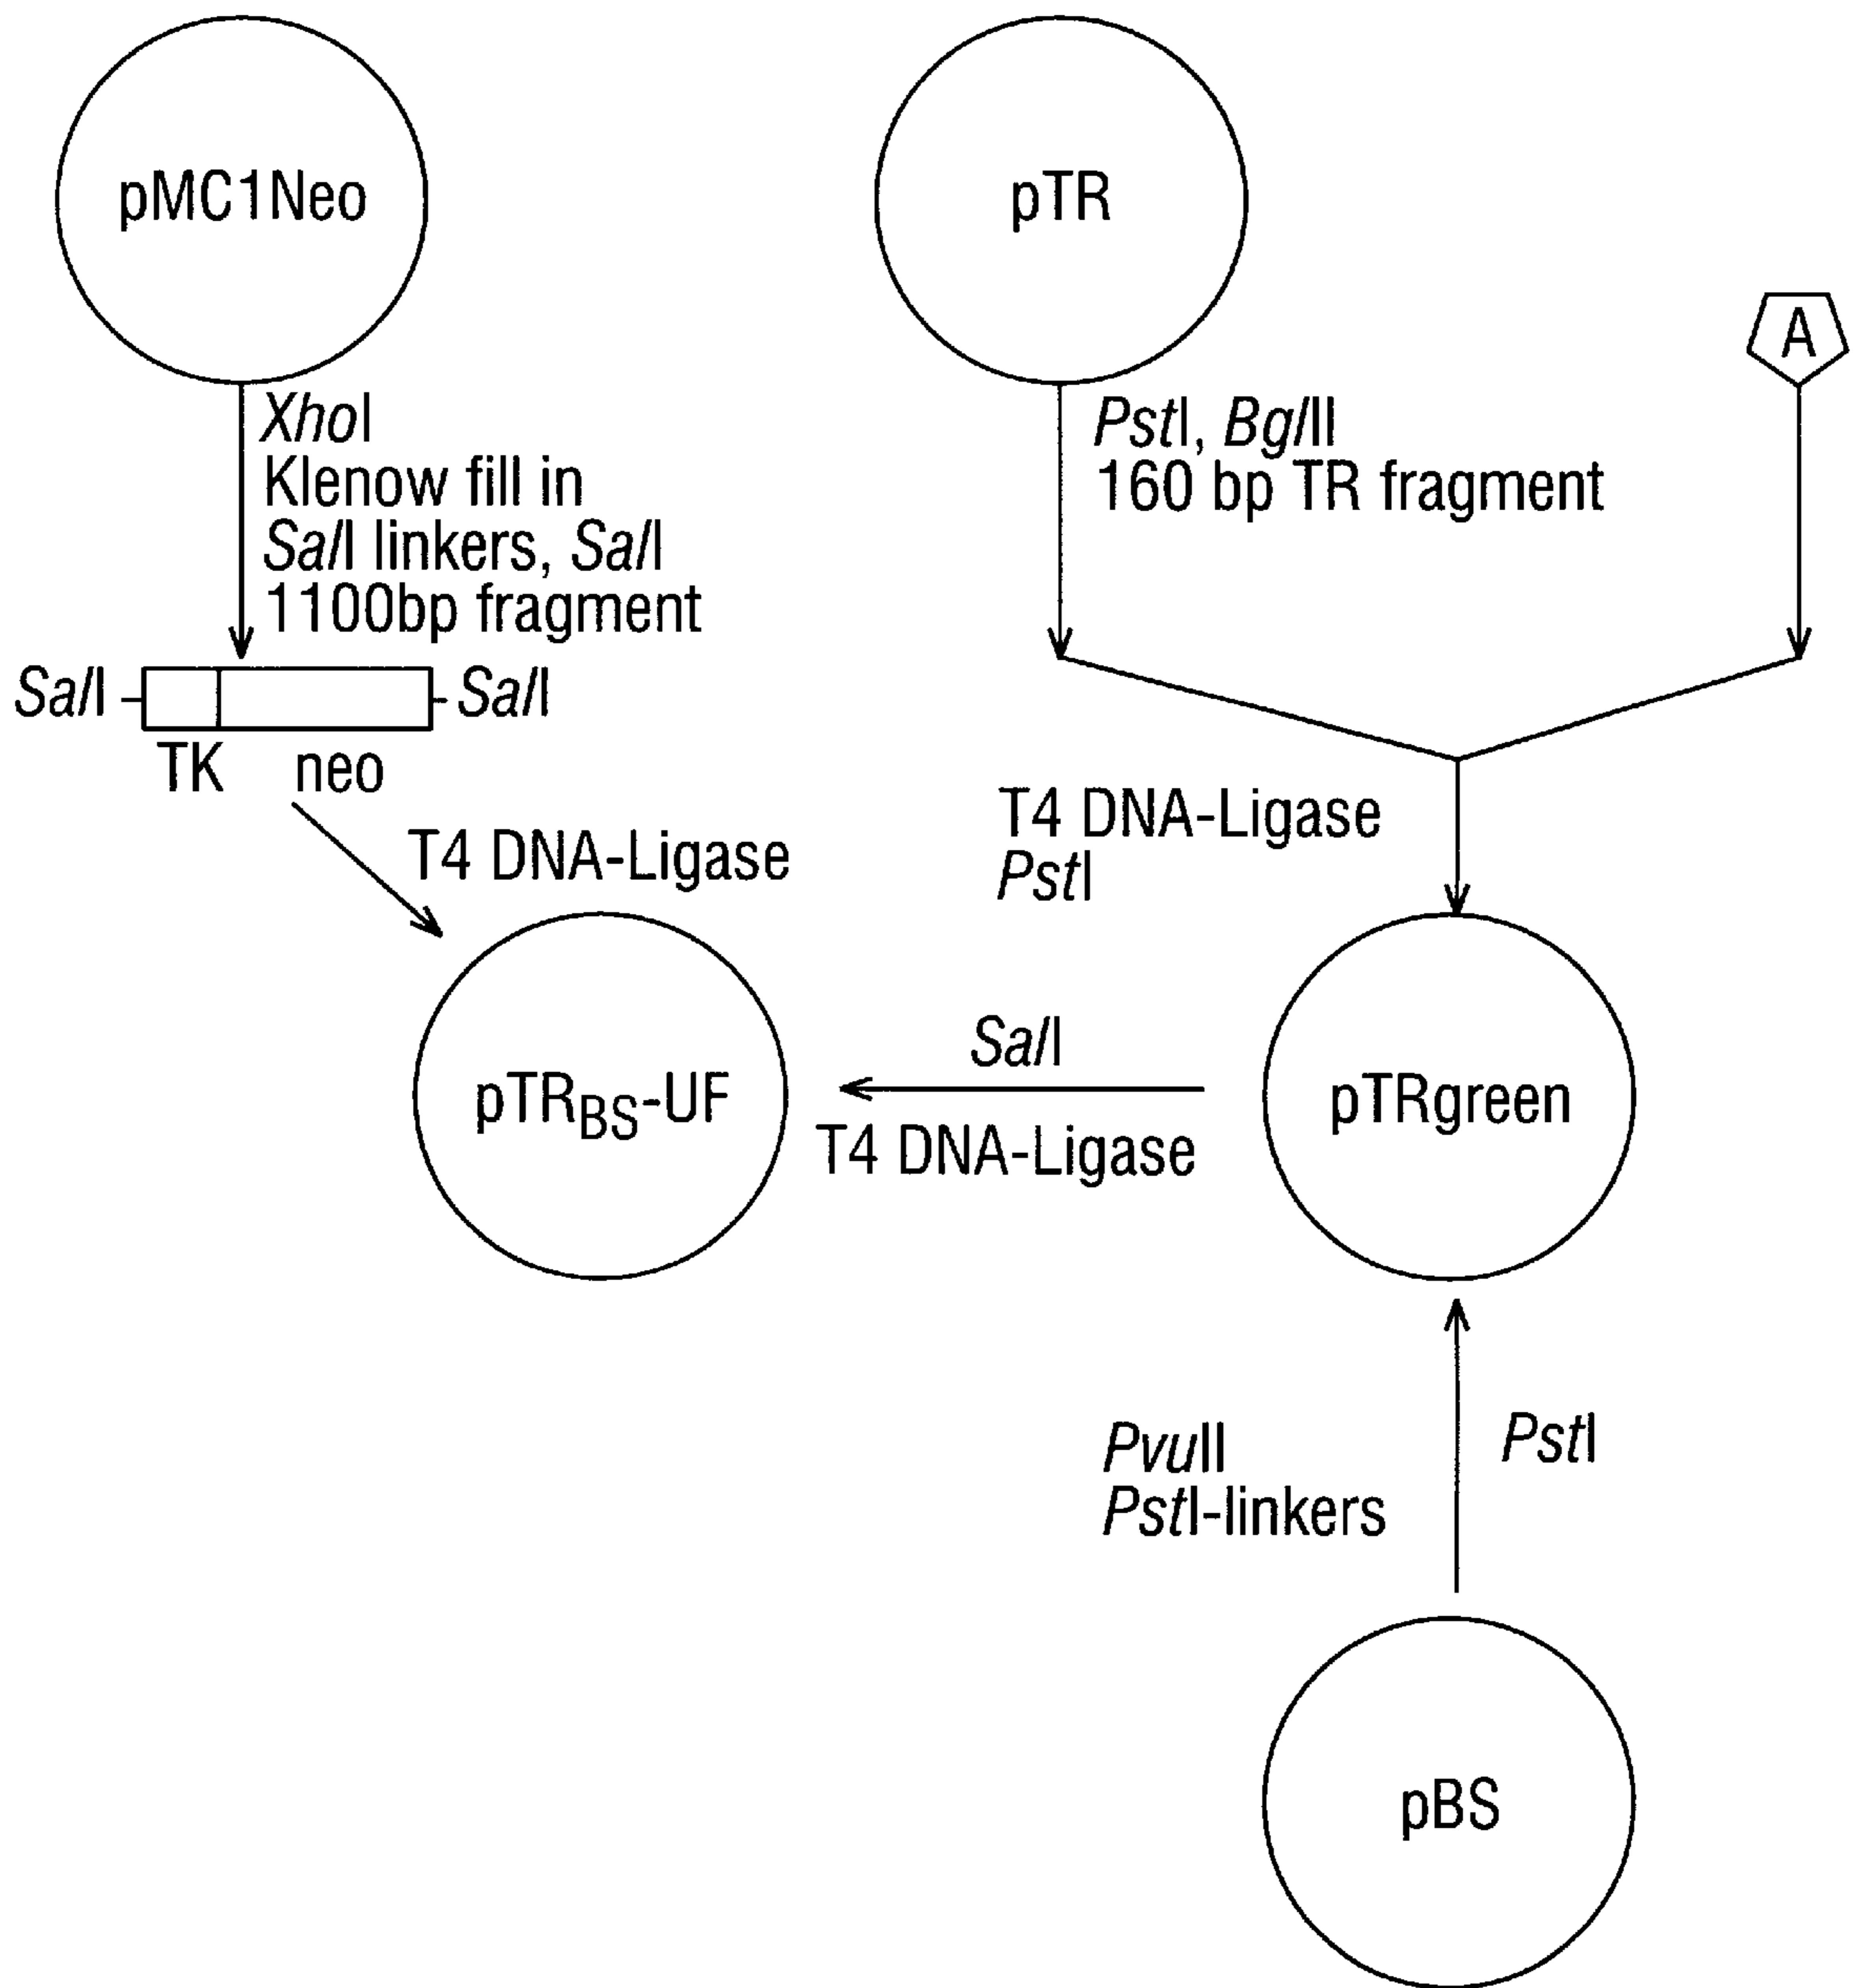 pMC1Neo
pTR
A
XhoI
Klenow fill in
SalI linkers, SalI
1100bp fragment
PstI, BglII
160 bp TR fragment
SalI
SalI
TK
neo
T4 DNA-Ligase
T4 DNA-Ligase
PstI
pTRBS-UF
SalI
T4 DNA-Ligase
pTRgreen
PvuII
PstI-linkers
PstI
pBS